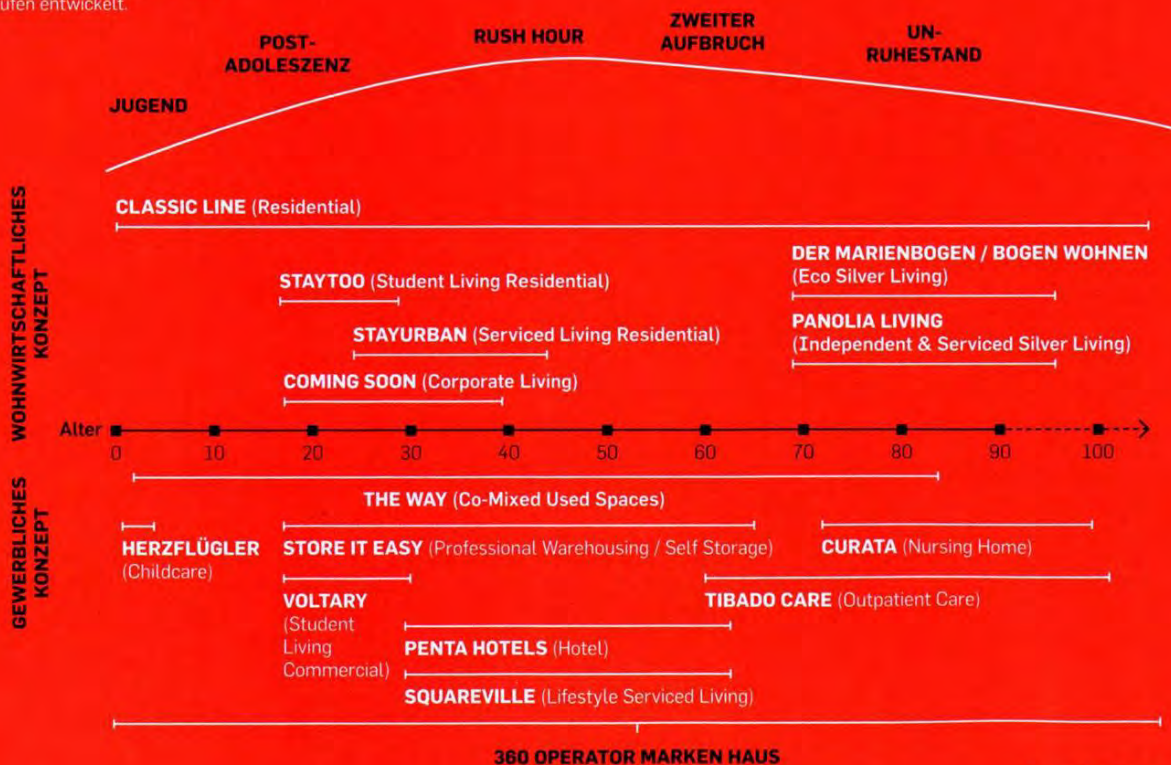 ufen entwickelt.
JUGEND
POST-
ADOLESZENZ
RUSH HOUR
ZWEITER
AUFBRUCH
UN-
RUHESTAND
WOHNWIRTSCHAFTLICHES
KONZEPT
CLASSIC LINE (Residential)
STAYTOO (Student Living Residential)
STAYURBAN (Serviced Living Residential)
COMING SOON (Corporate Living)
DER MARIENBOGEN / BOGEN WOHNEN
(Eco Silver Living)
PANOLIA LIVING
(Independent & Serviced Silver Living)
Alter
0 10 20 30 40 50 60 70 80 90 100
GEWERBLICHES
KONZEPT
THE WAY (Co-Mixed Used Spaces)
HERZFLÜGLER
(Childcare)
STORE IT EASY (Professional Warehousing / Self Storage)
CURATA (Nursing Home)
VOLTARY
(Student
Living
Commercial)
TIBADO CARE (Outpatient Care)
PENTA HOTELS (Hotel)
SQUAREVILLE (Lifestyle Serviced Living)
360 OPERATOR MARKEN HAUS